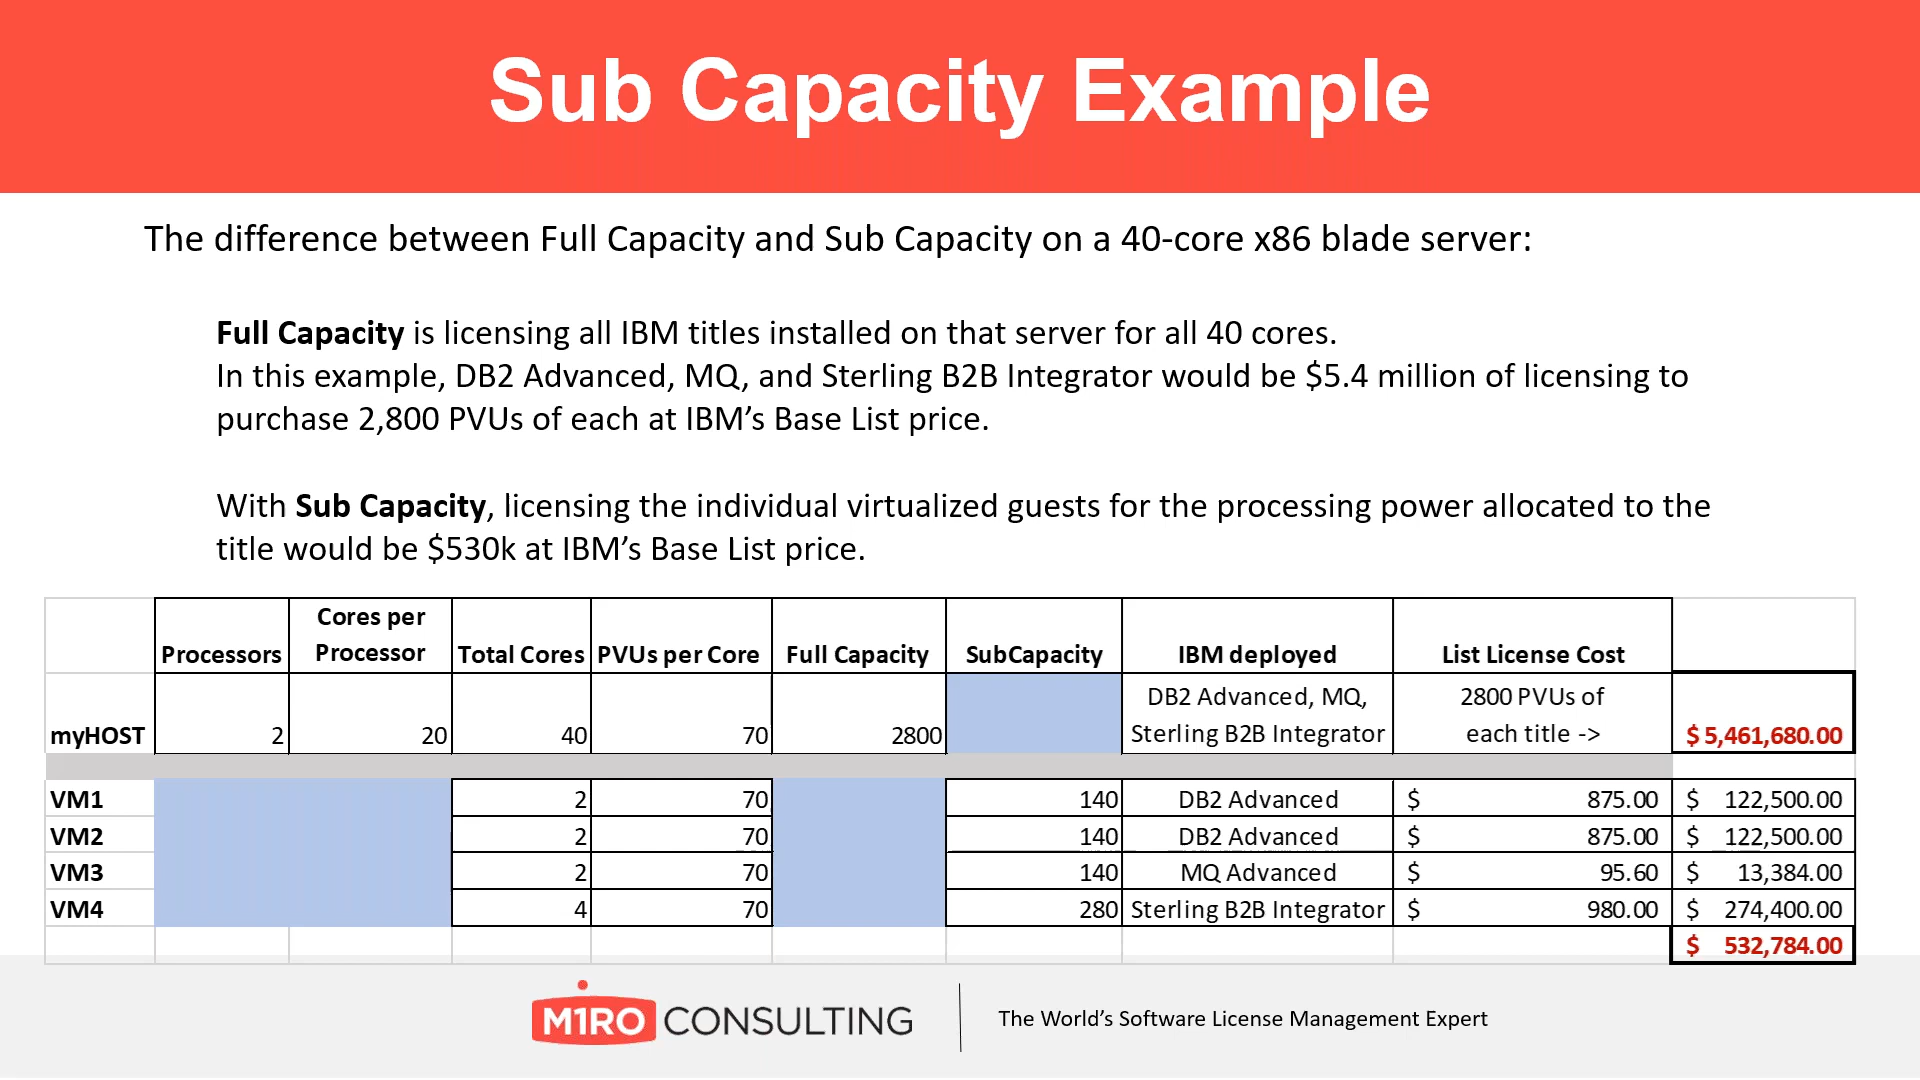 Sub Capacity Example
The difference between Full Capacity and Sub Capacity on a 40-core x86 blade server:
Full Capacity is licensing all IBM titles installed on that server for all 40 cores.
In this example, DB2 Advanced, MQ, and Sterling B2B Integrator would be $5.4 million of licensing to
purchase 2,800 PVUs of each at IBM’s Base List price.
With Sub Capacity, licensing the individual virtualized guests for the processing power allocated to the
title would be $530k at IBM’s Base List price.
Processors Cores per Processor Total Cores PVUs per Core Full Capacity SubCapacity IBM deployed List License Cost
myHOST 2 20 40 70 2800 DB2 Advanced, MQ, Sterling B2B Integrator 2800 PVUs of each title -> $ 5,461,680.00
VM1 2 70 140 DB2 Advanced $ 875.00 $ 122,500.00
VM2 2 70 140 DB2 Advanced $ 875.00 $ 122,500.00
VM3 2 70 140 MQ Advanced $ 95.60 $ 13,384.00
VM4 4 70 280 Sterling B2B Integrator $ 980.00 $ 274,400.00
$ 532,784.00
M1RO CONSULTING
The World’s Software License Management Expert